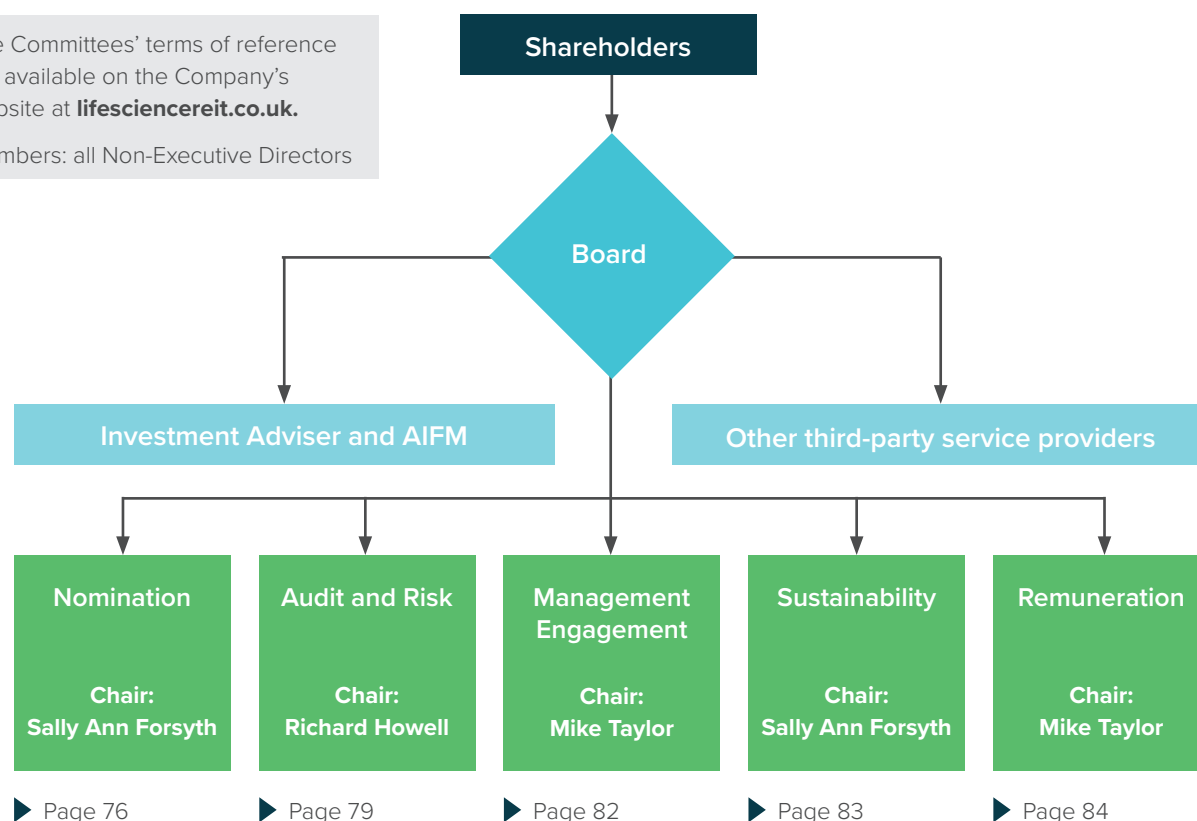 Committees' terms of reference
available on the Company's
at lifesciencereit.co.uk.
all Non-Executive Directors
Shareholders
Board
Investment Adviser and AIFM
Other third-party service providers
Nomination
Chair:
Sally Ann Forsyth
Page 76
Audit and Risk
Chair:
Richard Howell
Page 79
Management
Engagement
Chair:
Mike Taylor
Page 82
Sustainability
Chair:
Sally Ann Forsyth
Page 83
Remuneration
Chair:
Mike Taylor
Page 84